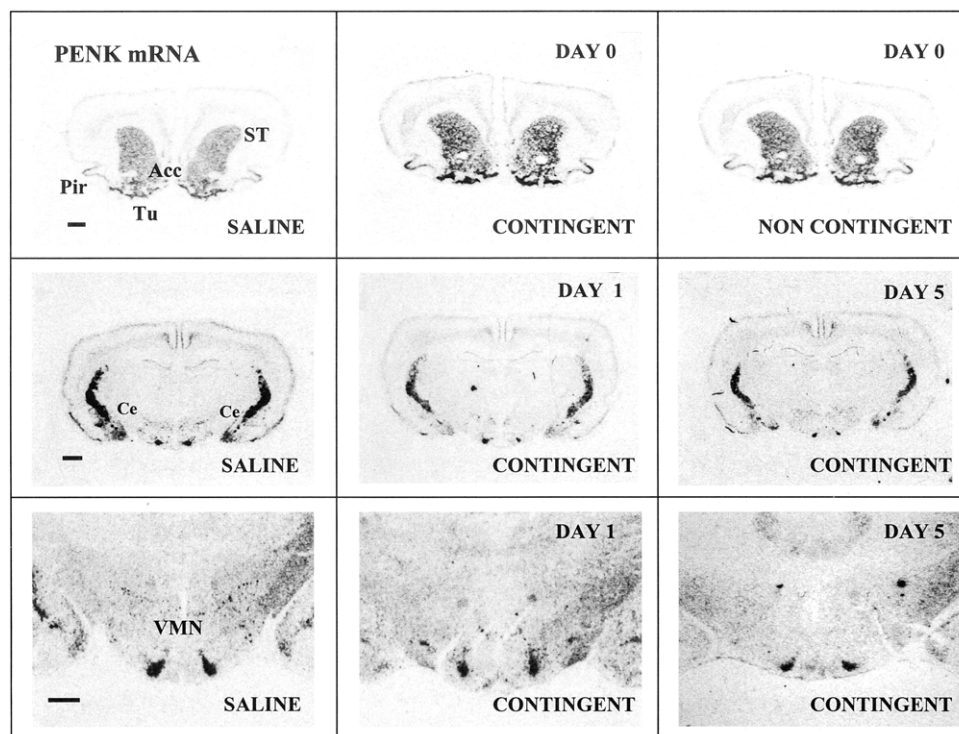 PENK mRNA
ST
Acc
Pir
Tu
SALINE
DAY 0
CONTINGENT
DAY 0
NON CONTINGENT
Ce
Ce
SALINE
DAY 1
CONTINGENT
DAY 5
CONTINGENT
VMN
SALINE
DAY 1
CONTINGENT
DAY 5
CONTINGENT